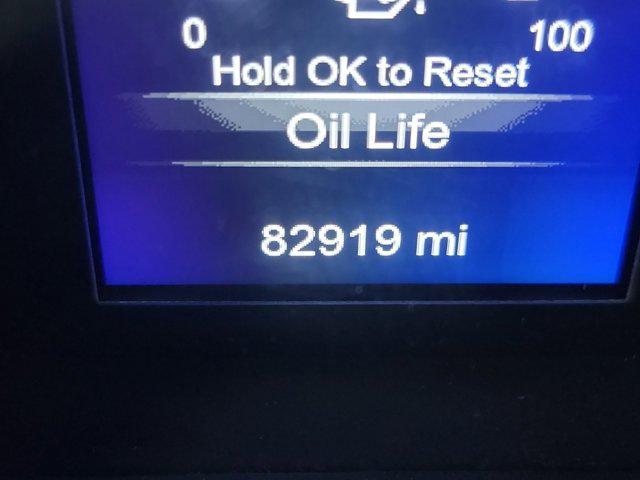 0 100
Hold OK to Reset
Oil Life
82919 mi